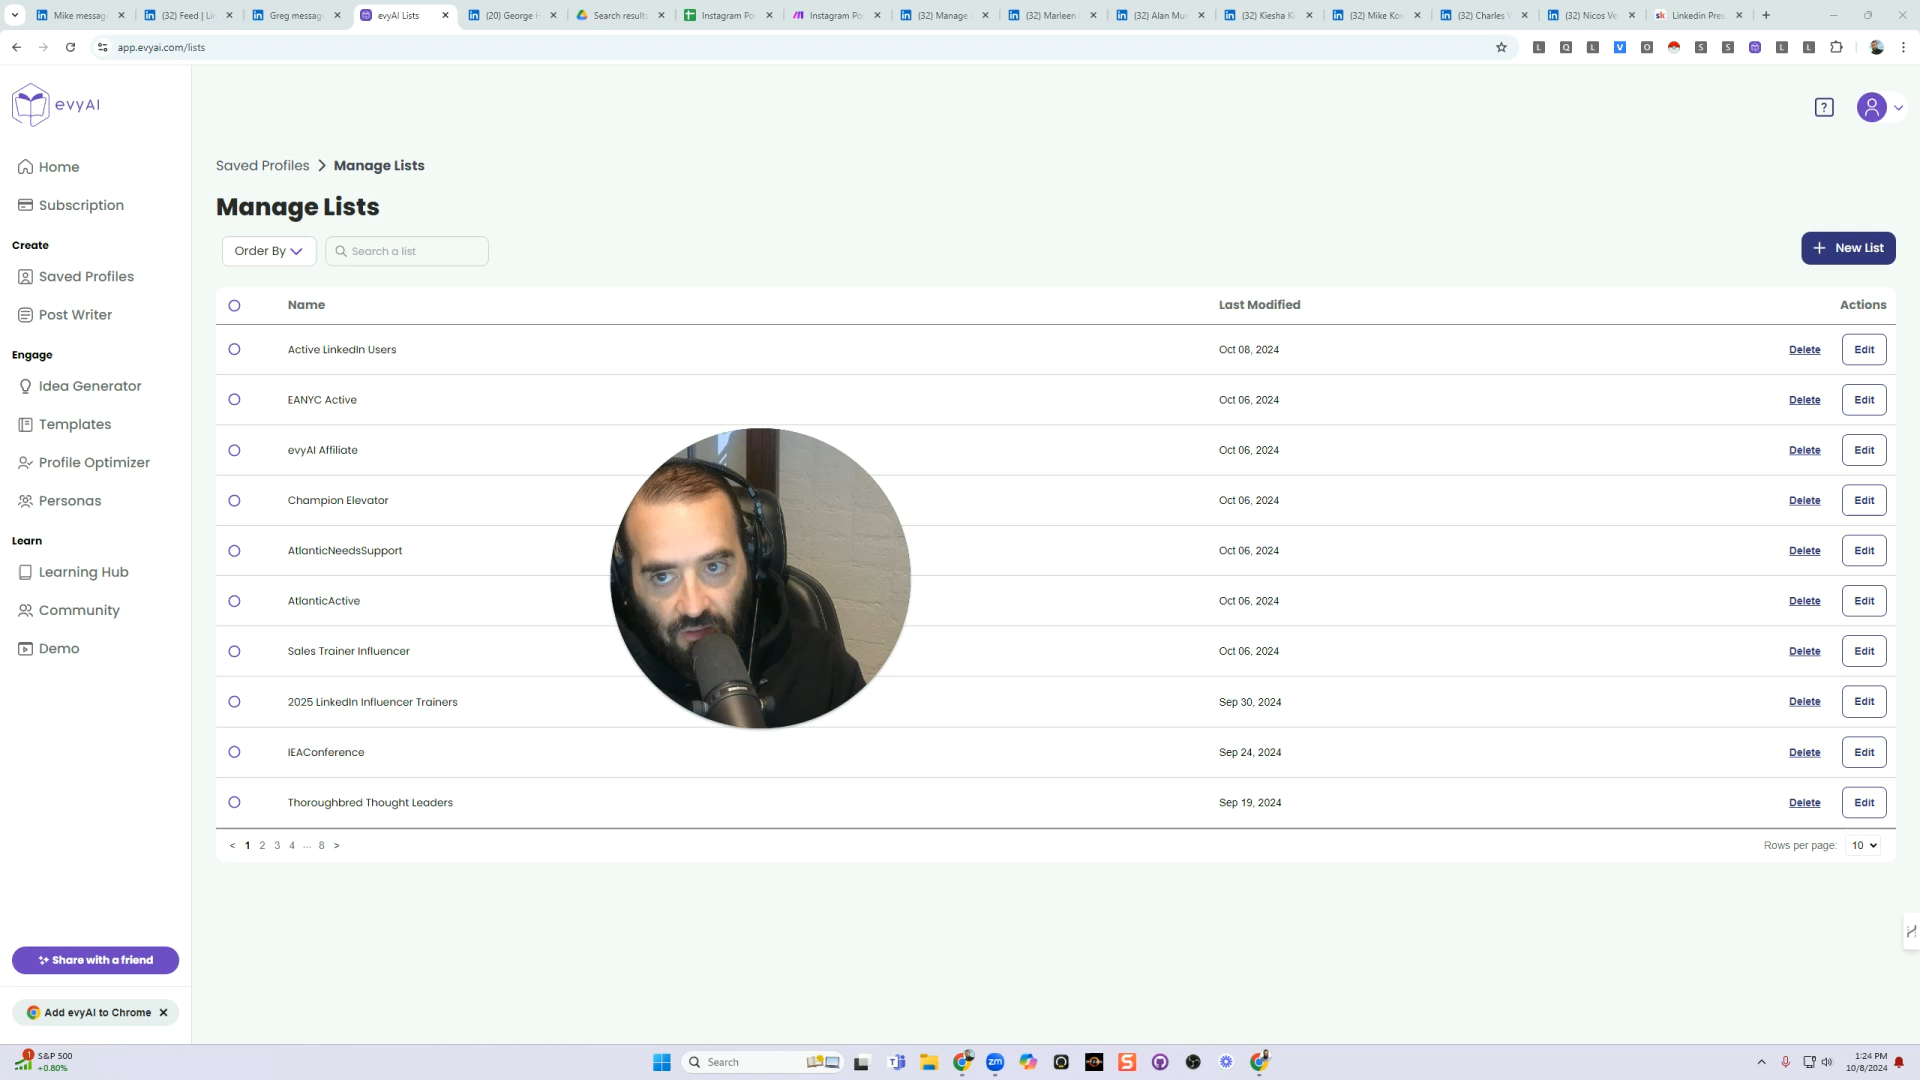 Mike messag
(32) Feed | Lin
Greg messag
evyAI Lists
(20) George H
Search results
Instagram Po
Instagram Po
(32) Manage
(32) Marleen
(32) Alan Mu
(32) Kiesha K
(32) Mike Kov
(32) Charles
(32) Nicos Ve
Linkedin Pres
app.evyai.com/lists
evyAI
Home
Subscription
Create
Saved Profiles
Post Writer
Engage
Idea Generator
Templates
Profile Optimizer
Personas
Learn
Learning Hub
Community
Demo
Share with a friend
Add evyAI to Chrome
Saved Profiles > Manage Lists
Manage Lists
Order By
Search a list
+ New List
Name Last Modified Actions
Active LinkedIn Users Oct 08, 2024 Delete Edit
EANYC Active Oct 06, 2024 Delete Edit
evyAI Affiliate Oct 06, 2024 Delete Edit
Champion Elevator Oct 06, 2024 Delete Edit
AtlanticNeedsSupport Oct 06, 2024 Delete Edit
AtlanticActive Oct 06, 2024 Delete Edit
Sales Trainer Influencer Oct 06, 2024 Delete Edit
2025 LinkedIn Influencer Trainers Sep 30, 2024 Delete Edit
IEAConference Sep 24, 2024 Delete Edit
Thoroughbred Thought Leaders Sep 19, 2024 Delete Edit
< 1 2 3 4 ... 8 >
Rows per page: 10
S&P 500
+0.80%
Search
1:24 PM
10/8/2024